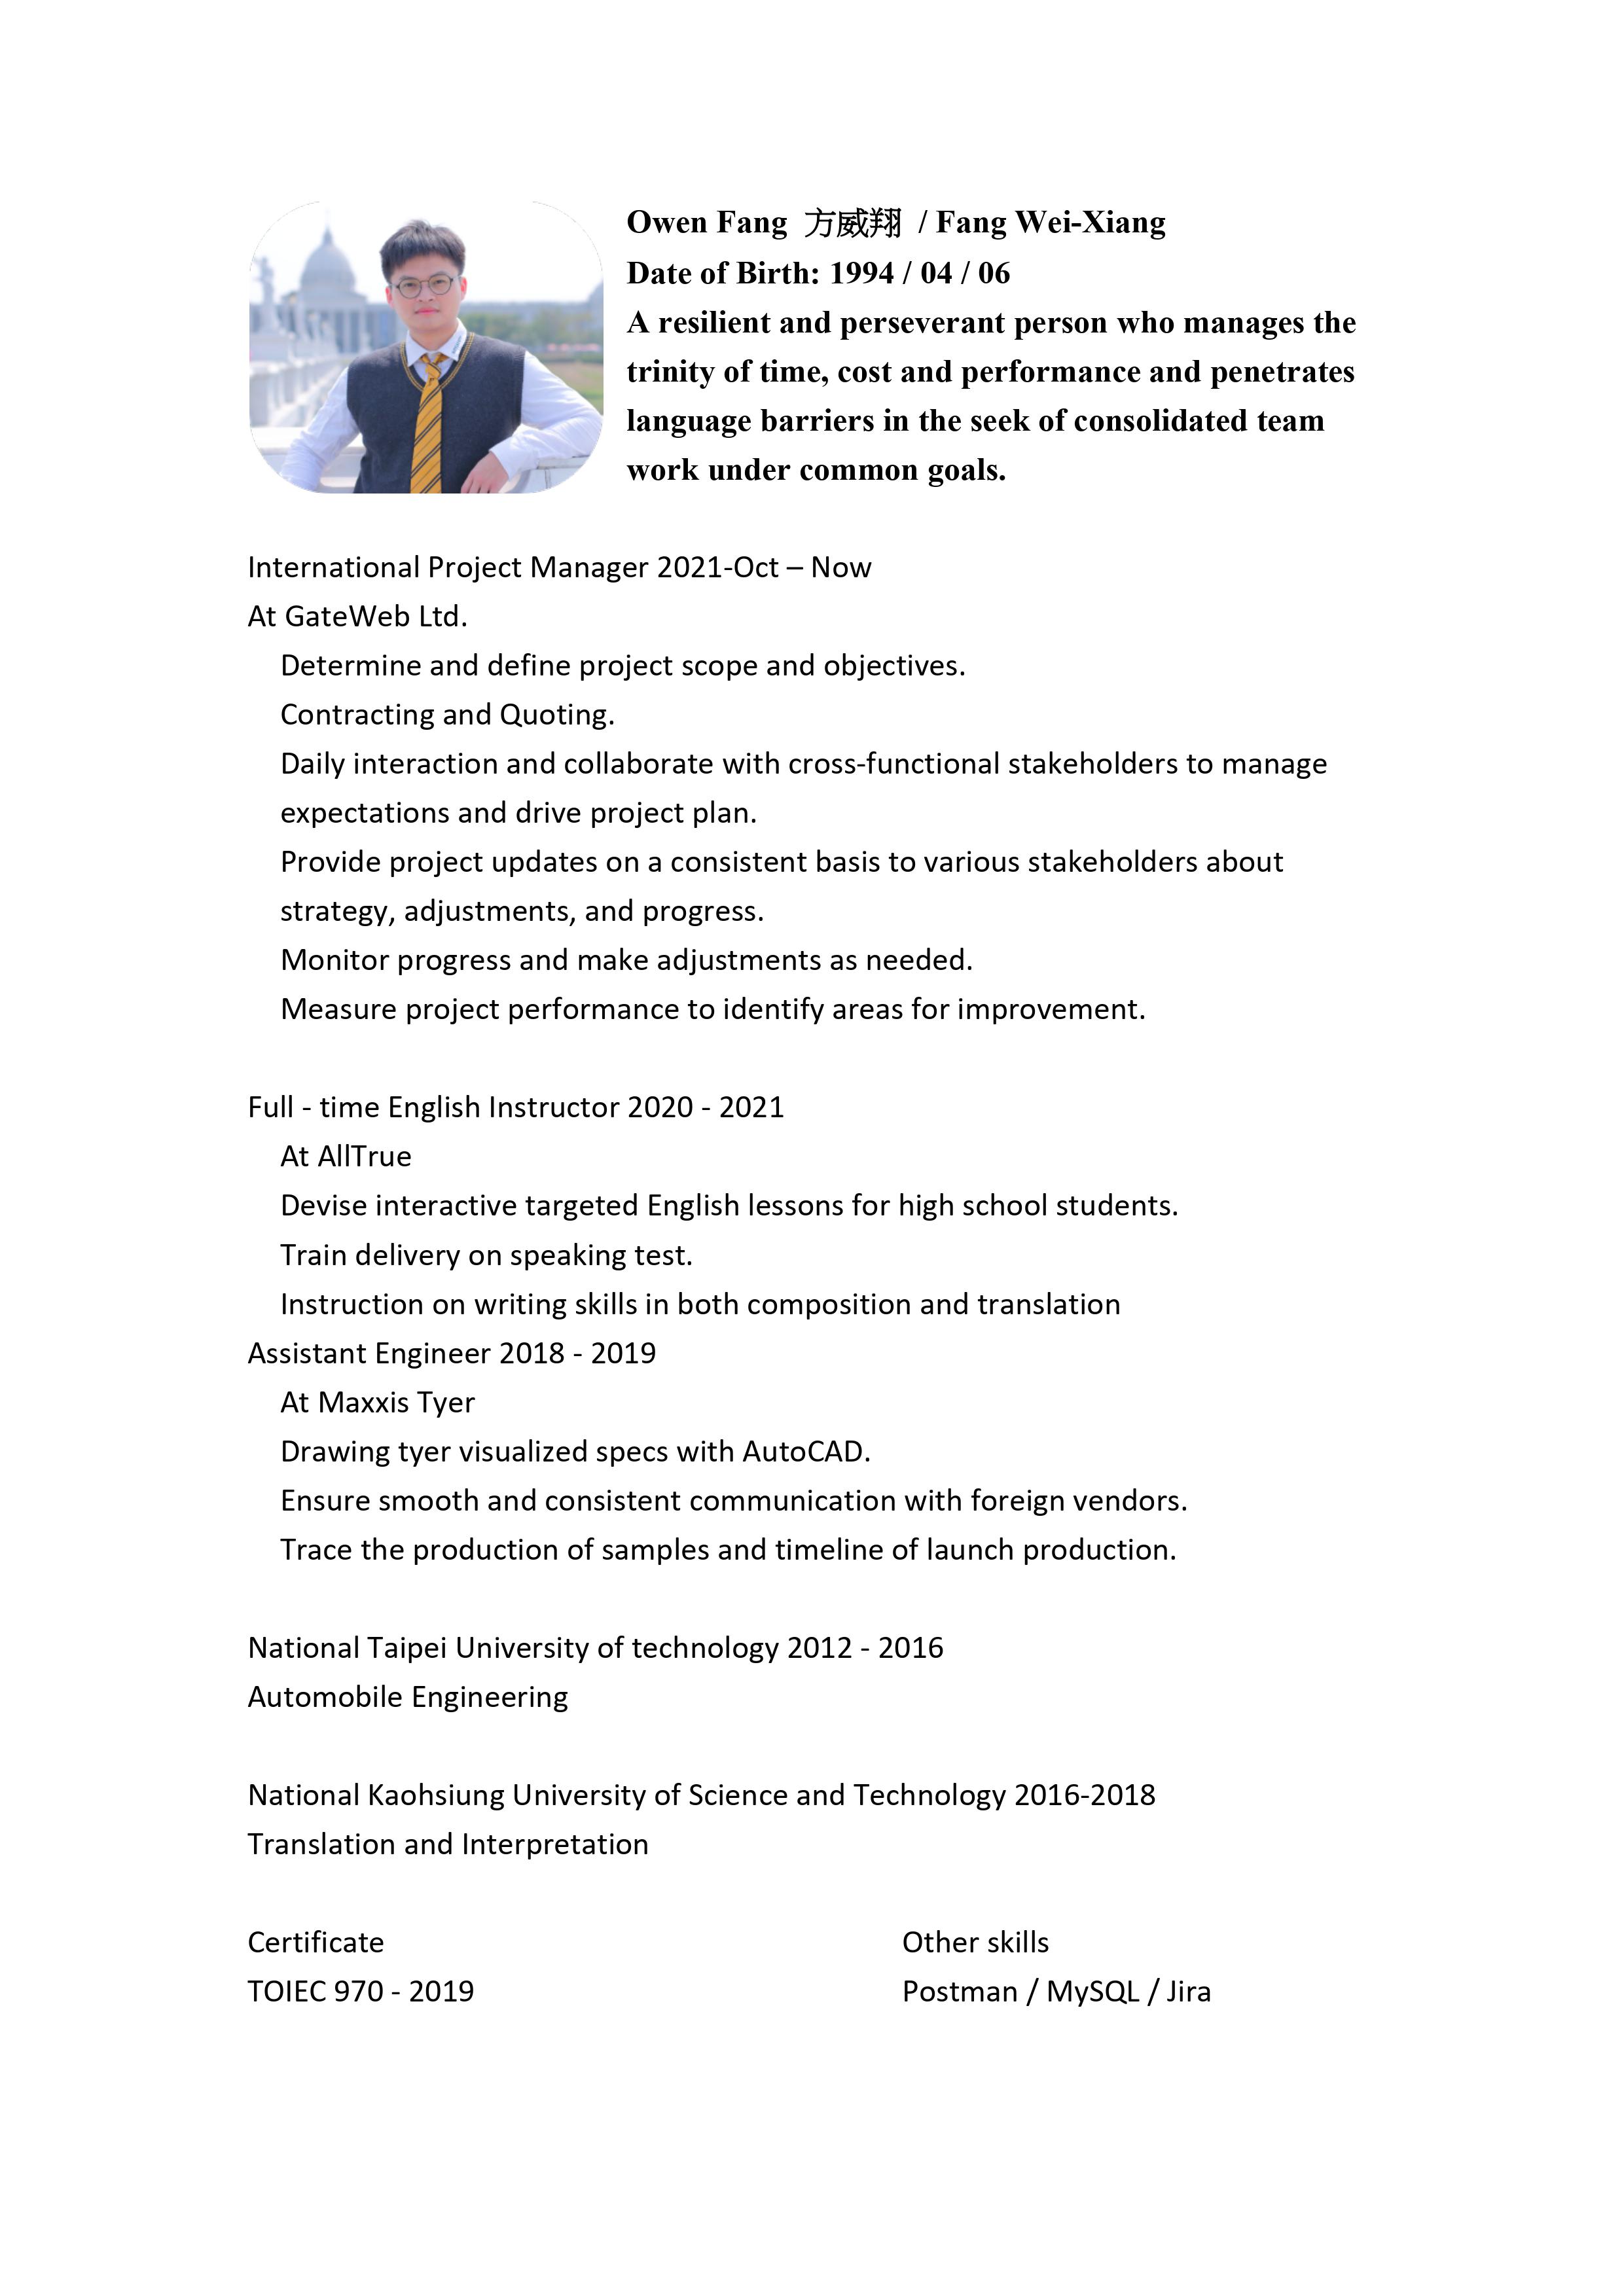 Owen Fang 方威翔 / Fang Wei-Xiang
Date of Birth: 1994 / 04 / 06
A resilient and perseverant person who manages the
trinity of time, cost and performance and penetrates
language barriers in the seek of consolidated team
work under common goals.
International Project Manager 2021-Oct – Now
At GateWeb Ltd.
Determine and define project scope and objectives.
Contracting and Quoting.
Daily interaction and collaborate with cross-functional stakeholders to manage
expectations and drive project plan.
Provide project updates on a consistent basis to various stakeholders about
strategy, adjustments, and progress.
Monitor progress and make adjustments as needed.
Measure project performance to identify areas for improvement.
Full - time English Instructor 2020 - 2021
At AllTrue
Devise interactive targeted English lessons for high school students.
Train delivery on speaking test.
Instruction on writing skills in both composition and translation
Assistant Engineer 2018 - 2019
At Maxxis Tyer
Drawing tyer visualized specs with AutoCAD.
Ensure smooth and consistent communication with foreign vendors.
Trace the production of samples and timeline of launch production.
National Taipei University of technology 2012 - 2016
Automobile Engineering
National Kaohsiung University of Science and Technology 2016-2018
Translation and Interpretation
Certificate
TOIEC 970 - 2019
Other skills
Postman / MySQL / Jira